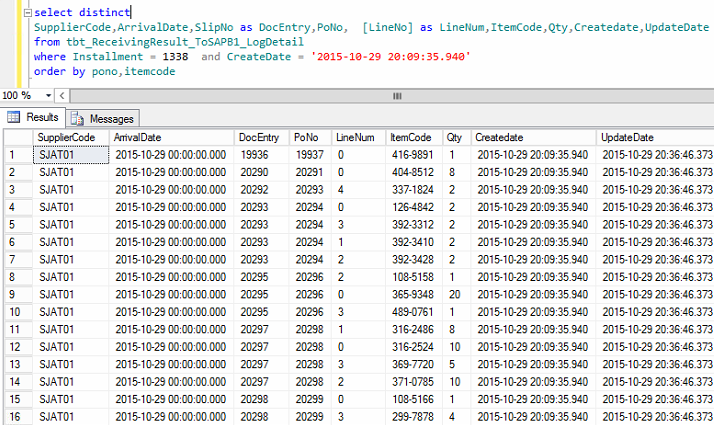 select distinct
SupplierCode,ArrivalDate,SlipNo as DocEntry,PoNo,  [LineNo] as LineNum,ItemCode,Qty,Createdate,UpdateDate
from tbt_ReceivingResult_ToSAPB1_LogDetail
where Installment = 1338  and CreateDate = '2015-10-29 20:09:35.940'
order by pono,itemcode
100 %
Results Messages
SupplierCode ArrivalDate DocEntry PoNo LineNum ItemCode Qty Createdate UpdateDate
1 SJAT01 2015-10-29 00:00:00.000 19936 19937 0 416-9891 1 2015-10-29 20:09:35.940 2015-10-29 20:36:46.373
2 SJAT01 2015-10-29 00:00:00.000 20290 20291 0 404-8512 8 2015-10-29 20:09:35.940 2015-10-29 20:36:46.373
3 SJAT01 2015-10-29 00:00:00.000 20292 20293 4 337-1824 2 2015-10-29 20:09:35.940 2015-10-29 20:36:46.373
4 SJAT01 2015-10-29 00:00:00.000 20293 20294 0 126-4842 2 2015-10-29 20:09:35.940 2015-10-29 20:36:46.373
5 SJAT01 2015-10-29 00:00:00.000 20293 20294 3 392-3312 2 2015-10-29 20:09:35.940 2015-10-29 20:36:46.373
6 SJAT01 2015-10-29 00:00:00.000 20293 20294 1 392-3410 2 2015-10-29 20:09:35.940 2015-10-29 20:36:46.373
7 SJAT01 2015-10-29 00:00:00.000 20293 20294 2 392-3428 2 2015-10-29 20:09:35.940 2015-10-29 20:36:46.373
8 SJAT01 2015-10-29 00:00:00.000 20295 20296 2 108-5158 1 2015-10-29 20:09:35.940 2015-10-29 20:36:46.373
9 SJAT01 2015-10-29 00:00:00.000 20295 20296 0 365-9348 20 2015-10-29 20:09:35.940 2015-10-29 20:36:46.373
10 SJAT01 2015-10-29 00:00:00.000 20295 20296 3 489-0761 1 2015-10-29 20:09:35.940 2015-10-29 20:36:46.373
11 SJAT01 2015-10-29 00:00:00.000 20297 20298 1 316-2486 8 2015-10-29 20:09:35.940 2015-10-29 20:36:46.373
12 SJAT01 2015-10-29 00:00:00.000 20297 20298 0 316-2524 10 2015-10-29 20:09:35.940 2015-10-29 20:36:46.373
13 SJAT01 2015-10-29 00:00:00.000 20297 20298 3 369-7720 5 2015-10-29 20:09:35.940 2015-10-29 20:36:46.373
14 SJAT01 2015-10-29 00:00:00.000 20297 20298 2 371-0785 10 2015-10-29 20:09:35.940 2015-10-29 20:36:46.373
15 SJAT01 2015-10-29 00:00:00.000 20298 20299 0 108-5166 1 2015-10-29 20:09:35.940 2015-10-29 20:36:46.373
16 SJAT01 2015-10-29 00:00:00.000 20298 20299 3 299-7878 4 2015-10-29 20:09:35.940 2015-10-29 20:36:46.373